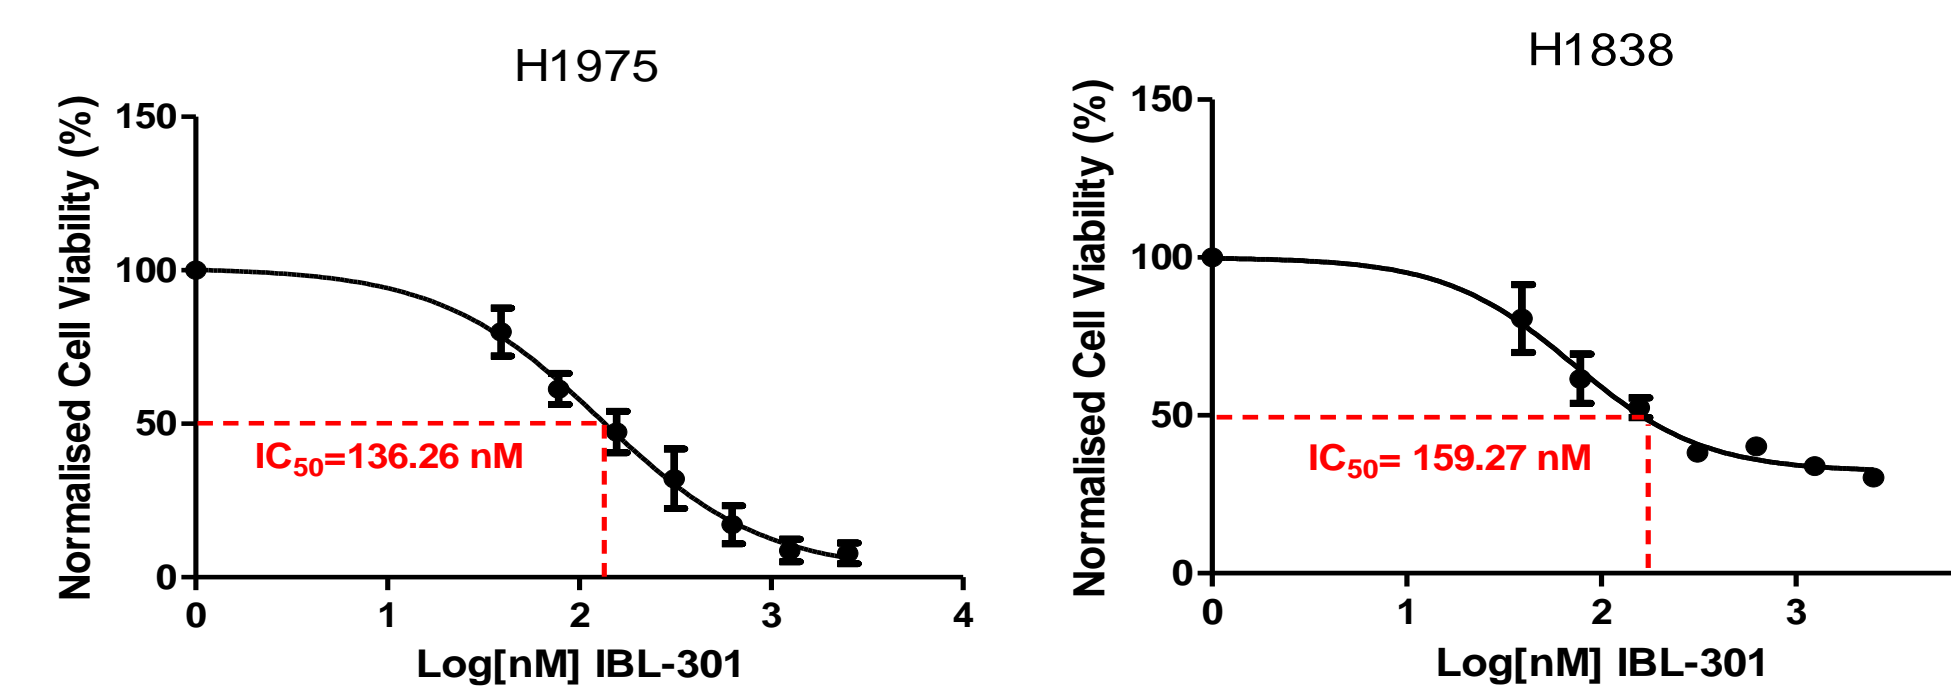 H1975
Normalised Cell Viability (%)
150
100
50
0
IC50=136.26 nM
0 1 2 3 4
Log[nM] IBL-301
H1838
Normalised Cell Viability (%)
150
100
50
0
IC50= 159.27 nM
0 1 2 3
Log[nM] IBL-301